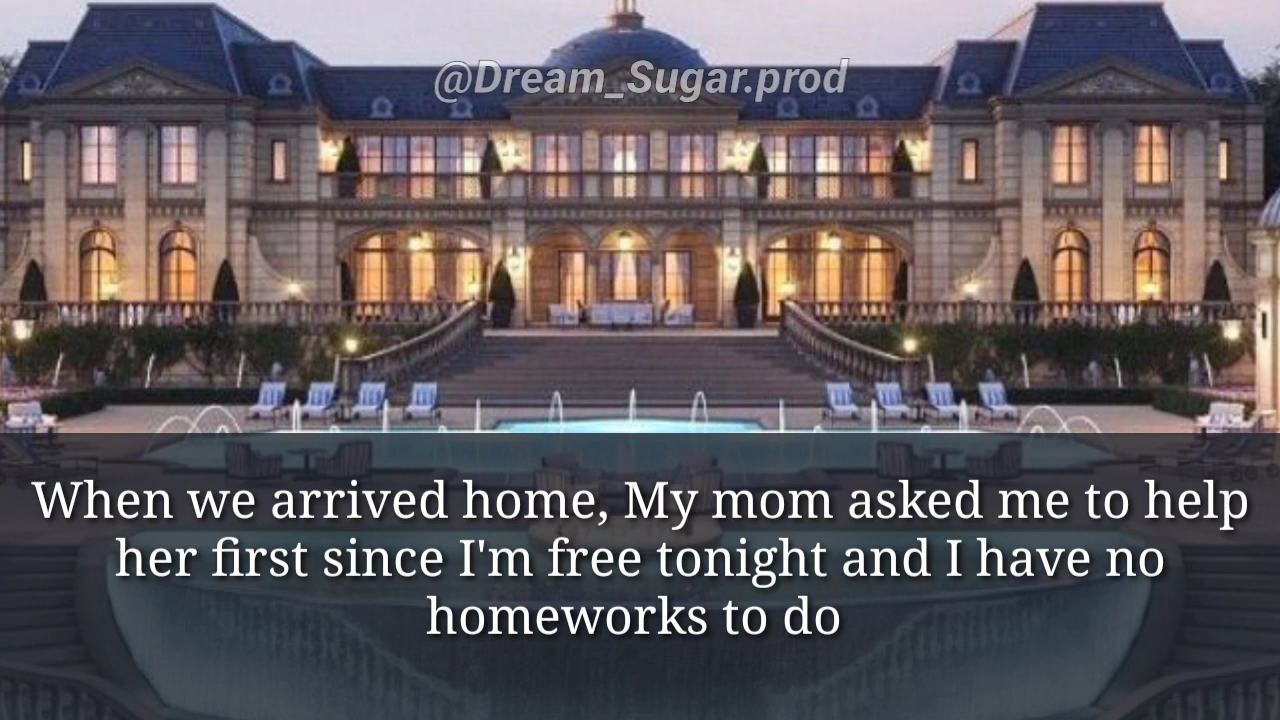 @Dream_Sugar.prod
When we arrived home, My mom asked me to help
her first since I'm free tonight and I have no
homeworks to do